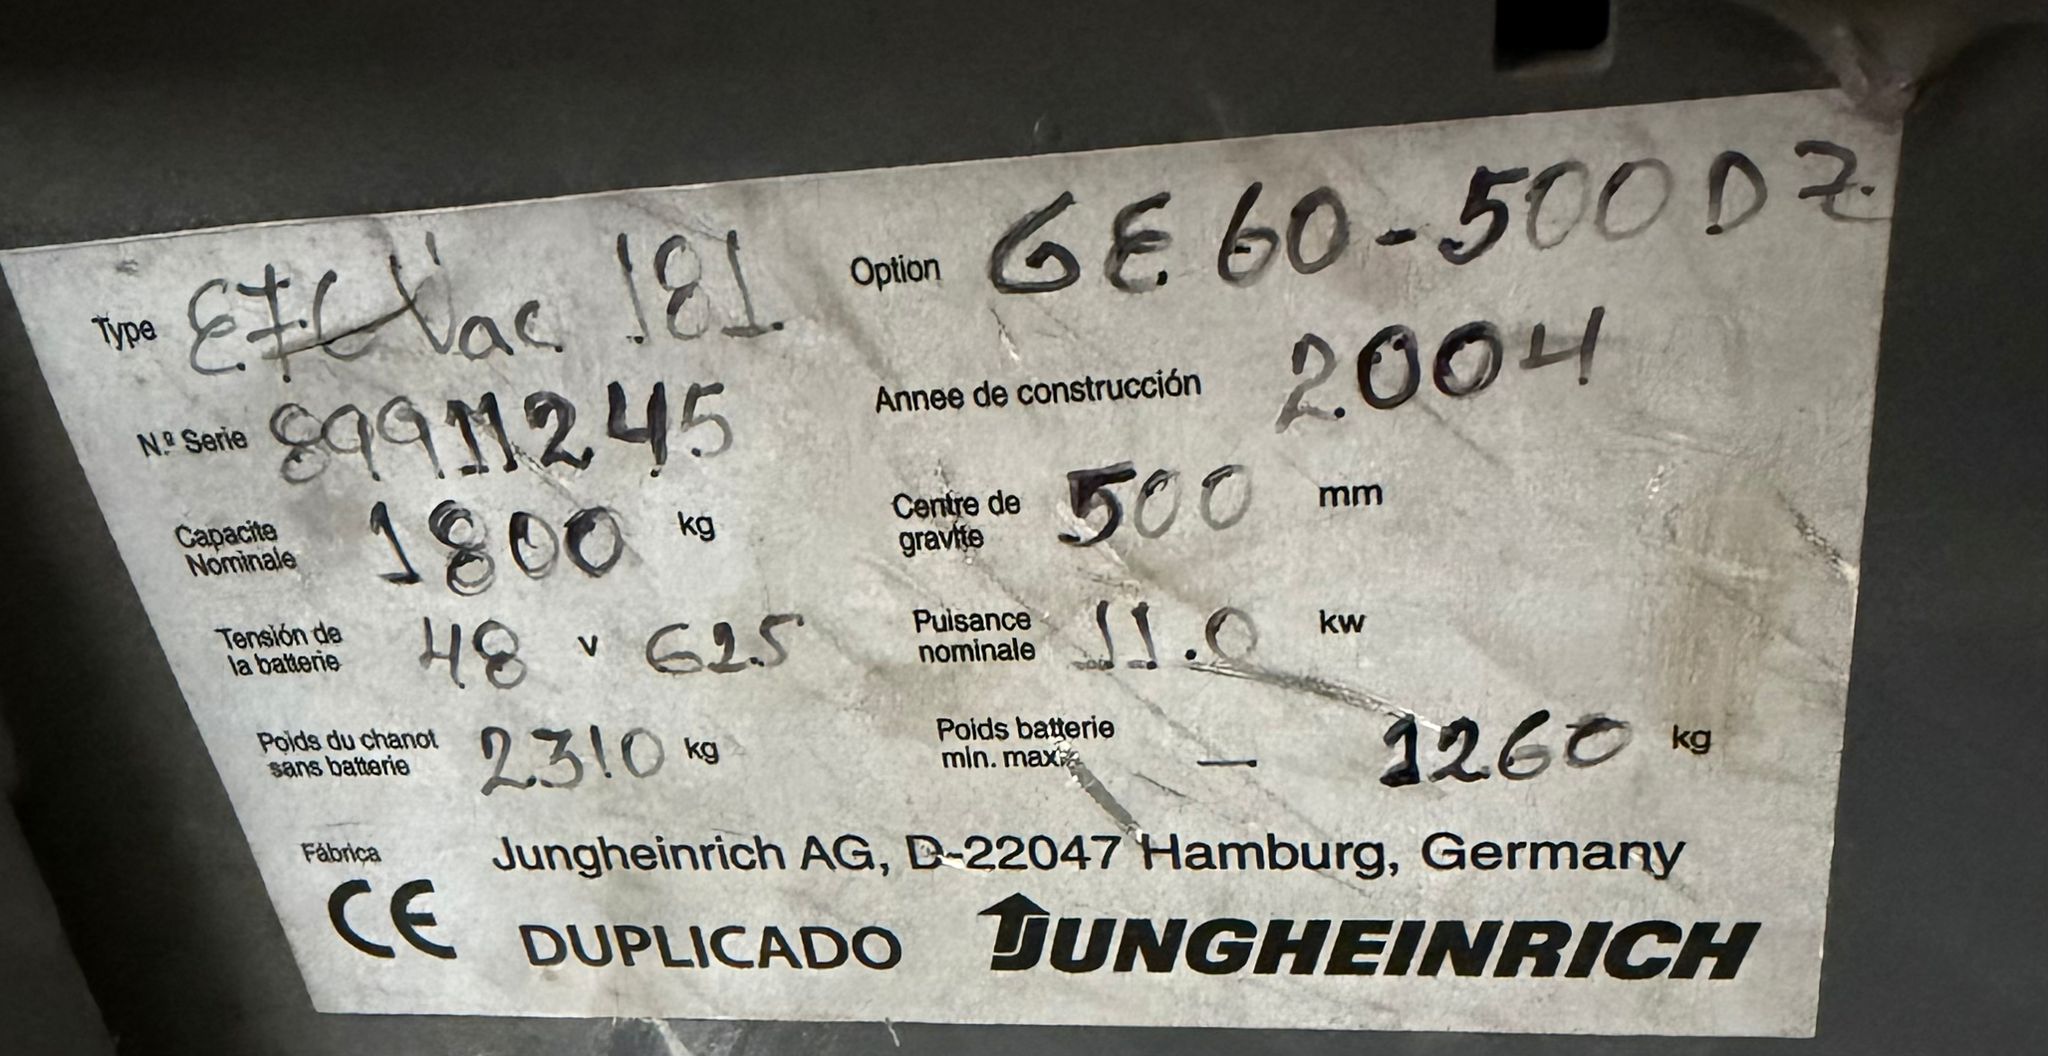 Type EFG Vac 181 Option GE 60-500 DZ
N.º Serie 89911245 Annee de construcción 2004
Capacite Nominale 1800 kg Centre de gravite 500 mm
Tensión de la batterie 48 v 625 Puisance nominale 11.0 kw
Poids du chanot sans batterie 2310 kg Poids batterie min. max. — 1260 kg
Fábrica Jungheinrich AG, D-22047 Hamburg, Germany
CE DUPLICADO JUNGHEINRICH